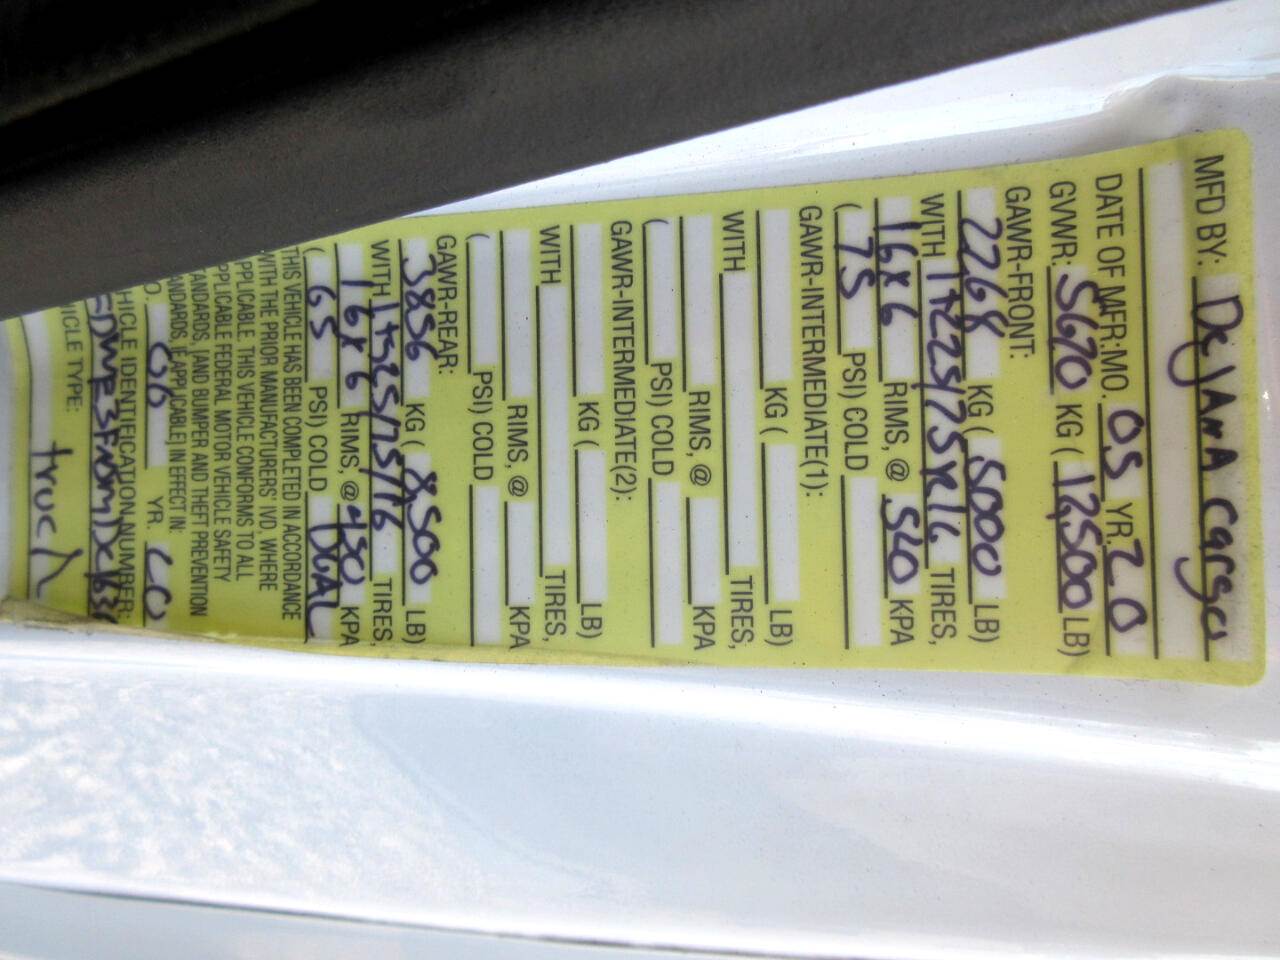 MFD BY: DeJANA Cargo
DATE OF MFR: MO. 05 YR. 20
GVWR: 5670 KG ( 12,500 LB)
GAWR-FRONT:
2268 KG ( 5000 LB)
WITH LT225/75R16 TIRES,
16x6 RIMS, @ 520 KPA
( 75 PSI) COLD
GAWR-INTERMEDIATE(1):
KG ( LB)
WITH TIRES,
RIMS, @ KPA
( PSI) COLD
GAWR-INTERMEDIATE(2):
KG ( LB)
WITH TIRES,
RIMS, @ KPA
( PSI) COLD
GAWR-REAR:
3856 KG ( 8,500 LB)
WITH TIRES,
16x6 RIMS, @ 450 KPA
( 65 PSI) COLD DUAL
THIS VEHICLE HAS BEEN COMPLETED IN ACCORDANCE
WITH THE PRIOR MANUFACTURERS' IVD, WHERE
APPLICABLE. THIS VEHICLE CONFORMS TO ALL
APPLICABLE FEDERAL MOTOR VEHICLE SAFETY
STANDARDS, [AND BUMPER AND THEFT PREVENTION
STANDARDS, IF APPLICABLE] IN EFFECT IN:
06 YR.
VEHICLE IDENTIFICATION NUMBER:
VEHICLE TYPE:
truck